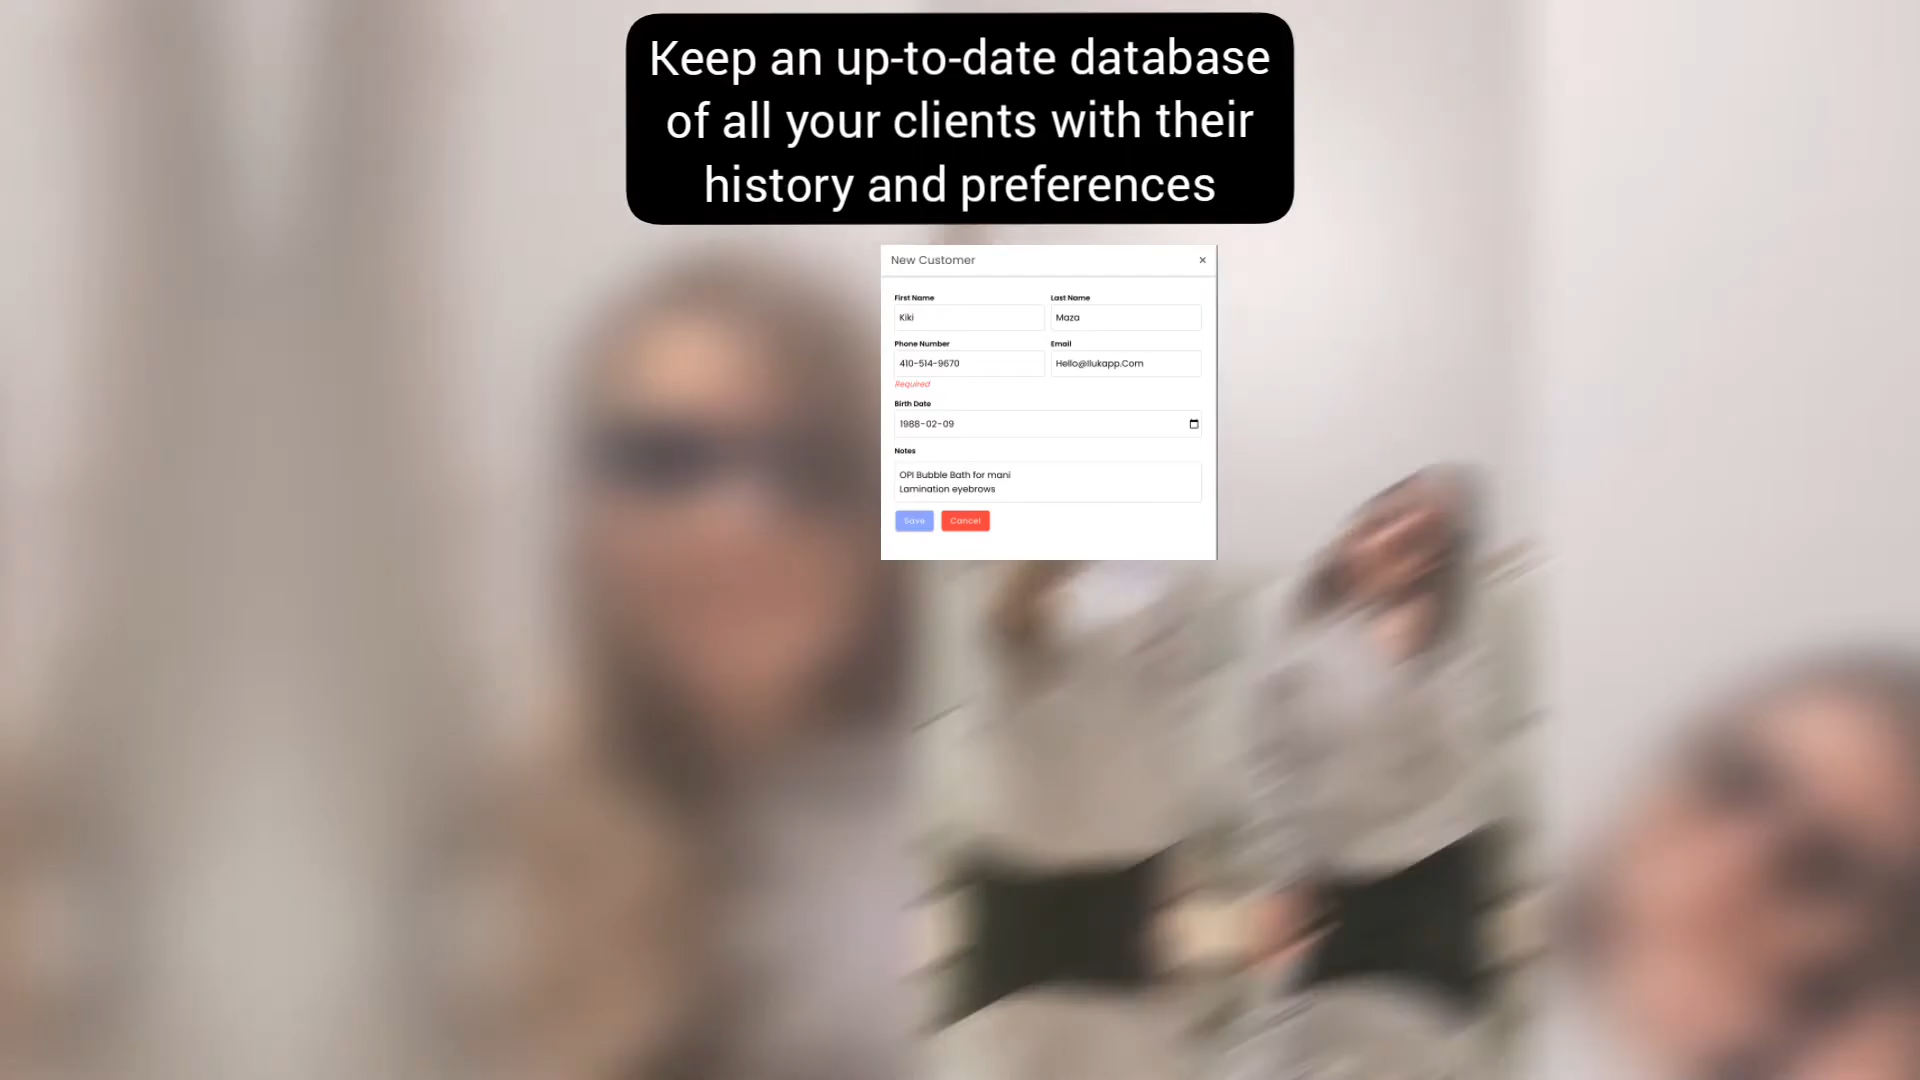 Keep an up-to-date database
of all your clients with their
history and preferences
New Customer ×
First Name Last Name
Kiki Maza
Phone Number Email
410-514-9670 Hello@llukapp.Com
Required
Birth Date
1988-02-09
Notes
OPI Bubble Bath for mani
Lamination eyebrows
Save Cancel